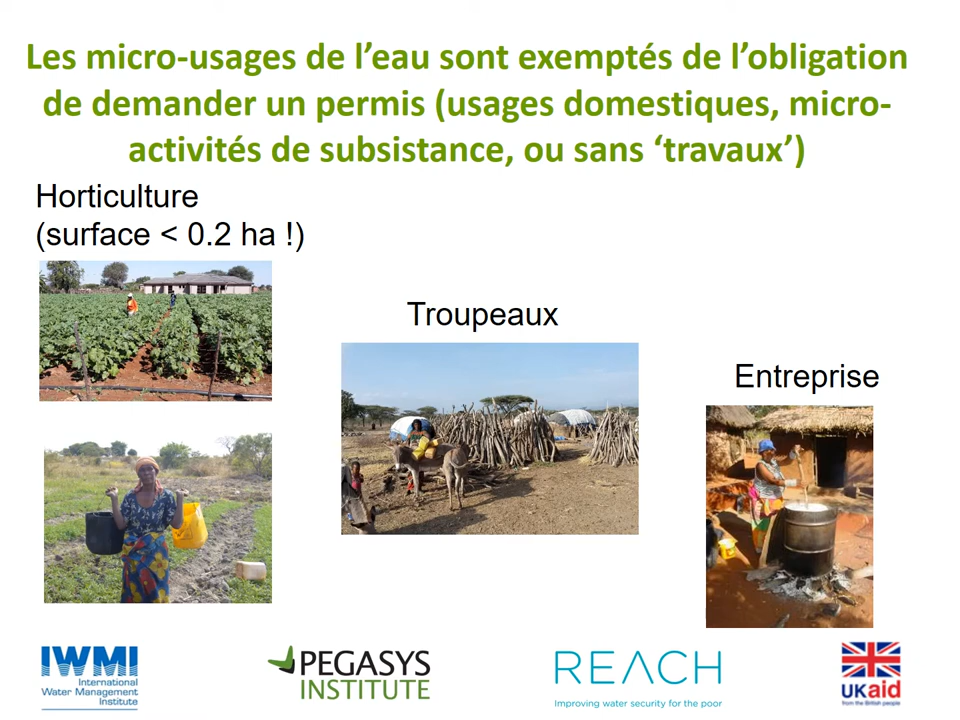 Les micro-usages de l’eau sont exemptés de l’obligation
de demander un permis (usages domestiques, micro-
activités de subsistance, ou sans ‘travaux’)
Horticulture
(surface < 0.2 ha !)
Troupeaux
Entreprise
IWMI
International
Water Management
Institute
PEGASYS
INSTITUTE
REACH
Improving water security for the poor
UKaid
from the British people